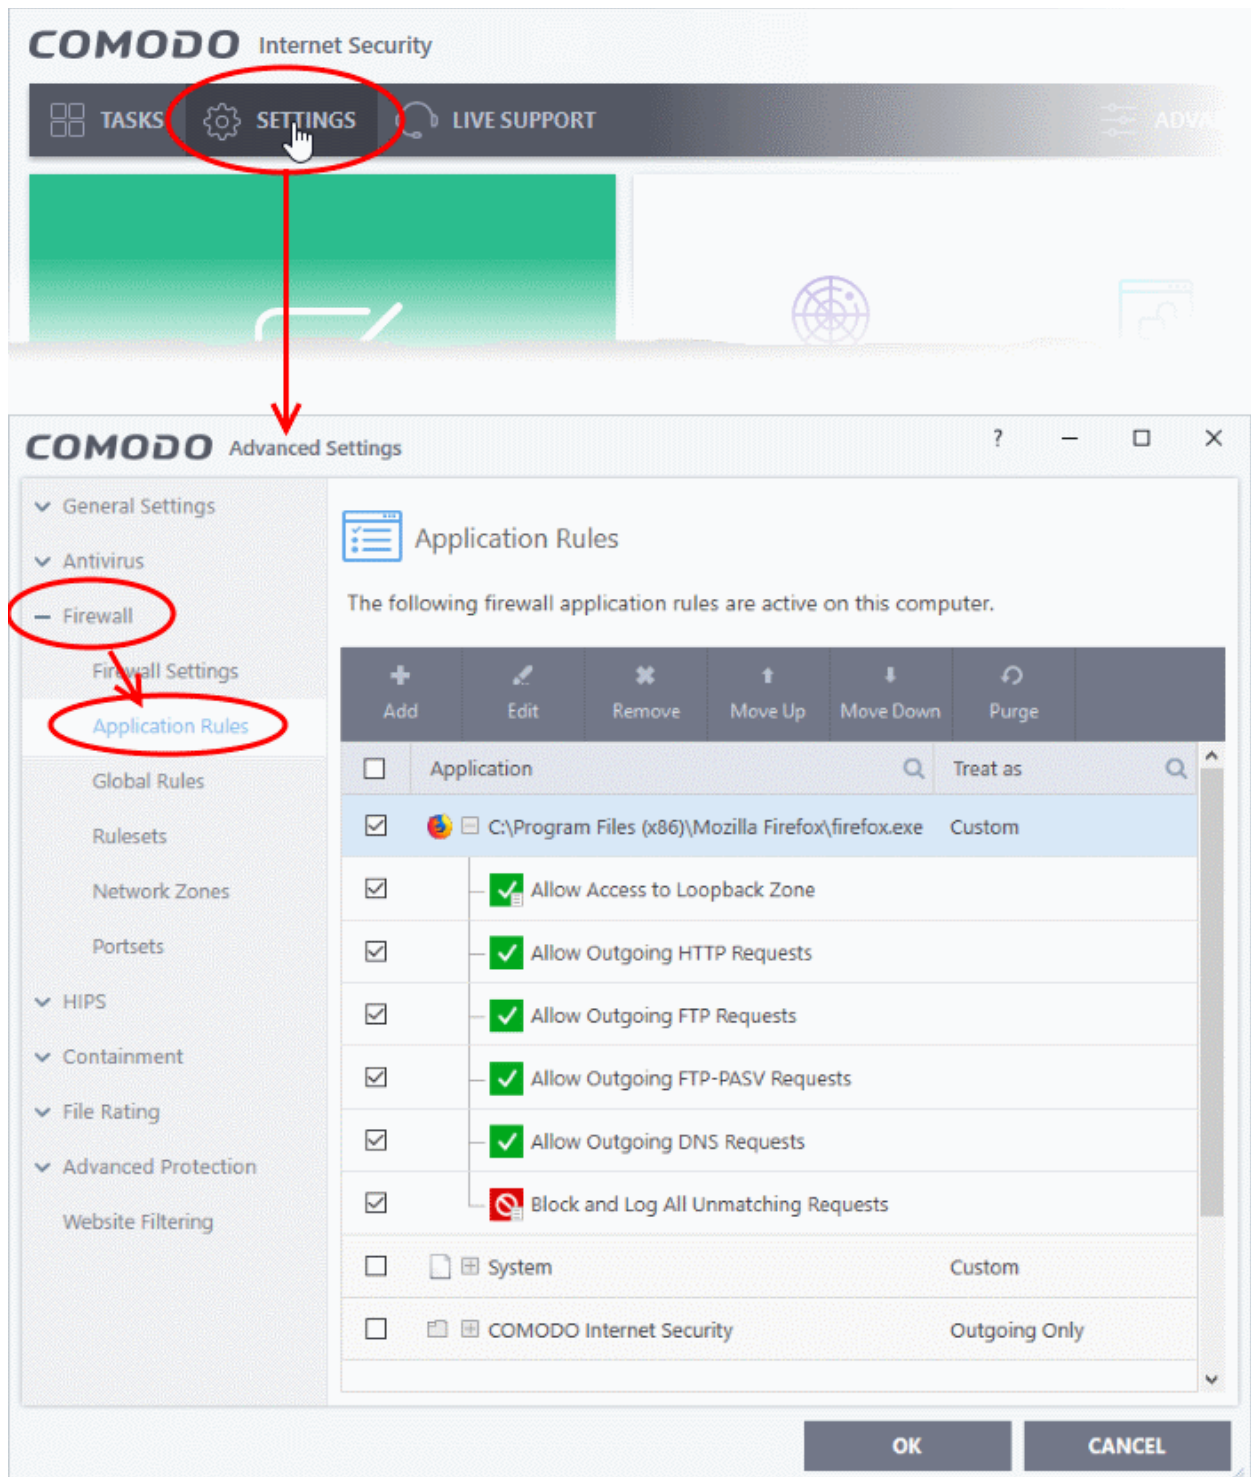 COMODO Internet Security
TASKS SETTINGS LIVE SUPPORT ADVA
COMODO Advanced Settings ?
General Settings
Antivirus
Firewall
Firewall Settings
Application Rules
Global Rules
Rulesets
Network Zones
Portsets
HIPS
Containment
File Rating
Advanced Protection
Website Filtering
Application Rules
The following firewall application rules are active on this computer.
Add Edit Remove Move Up Move Down Purge
Application Treat as
C:\Program Files (x86)\Mozilla Firefox\firefox.exe Custom
Allow Access to Loopback Zone
Allow Outgoing HTTP Requests
Allow Outgoing FTP Requests
Allow Outgoing FTP-PASV Requests
Allow Outgoing DNS Requests
Block and Log All Unmatching Requests
System Custom
COMODO Internet Security Outgoing Only
OK CANCEL